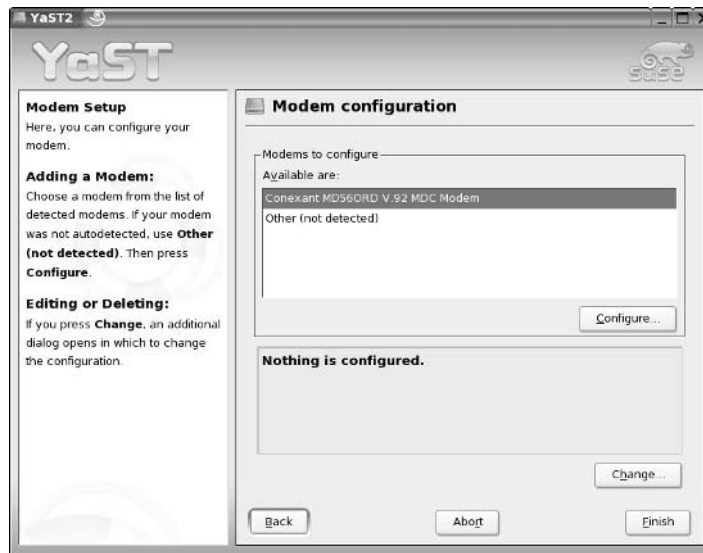 YaST2
YaST
suse
Modem Setup
Here, you can configure your
modem.
Adding a Modem:
Choose a modem from the list of
detected modems. If your modem
was not autodetected, use Other
(not detected). Then press
Configure.
Editing or Deleting:
If you press Change, an additional
dialog opens in which to change
the configuration.
Modem configuration
Modems to configure
Available are:
Conexant MD560RD V.92 MDC Modem
Other (not detected)
Configure...
Nothing is configured.
Change...
Back
Abort
Finish